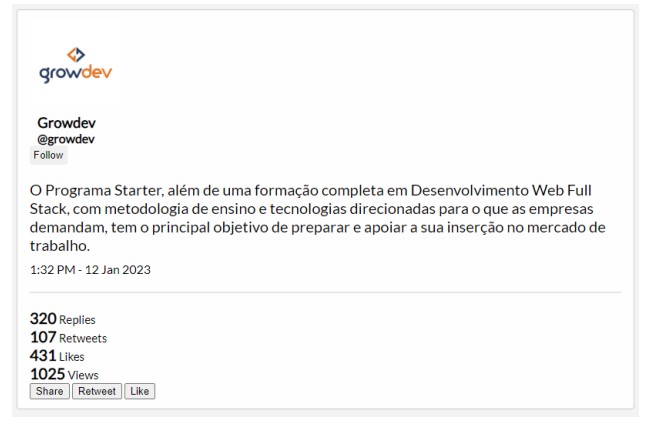 growdev
Growdev
@growdev
Follow
O Programa Starter, além de uma formação completa em Desenvolvimento Web Full
Stack, com metodologia de ensino e tecnologias direcionadas para o que as empresas
demandam, tem o principal objetivo de preparar e apoiar a sua inserção no mercado de
trabalho.
1:32 PM - 12 Jan 2023
320 Replies
107 Retweets
431 Likes
1025 Views
Share Retweet Like